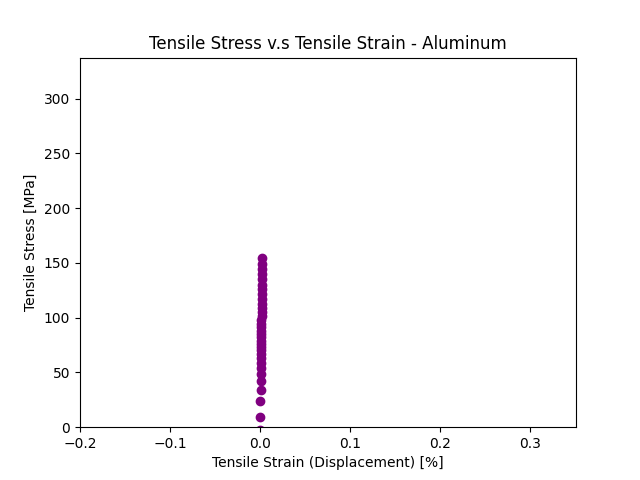 Tensile Stress v.s Tensile Strain - Aluminum
300
250
200
150
100
50
0
Tensile Stress [MPa]
−0.2 −0.1 0.0 0.1 0.2 0.3
Tensile Strain (Displacement) [%]